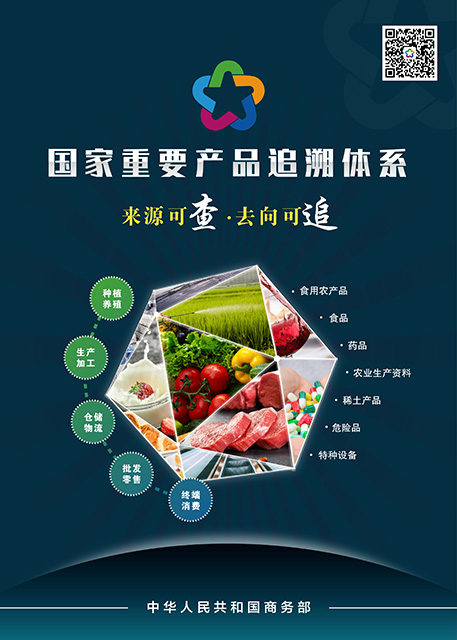 国家重要产品追溯体系
来源可查·去向可追
种植
养殖
生产
加工
仓储
物流
批发
零售
终端
消费
· 食用农产品
· 食品
· 药品
· 农业生产资料
· 稀土产品
· 危险品
· 特种设备
中华人民共和国商务部